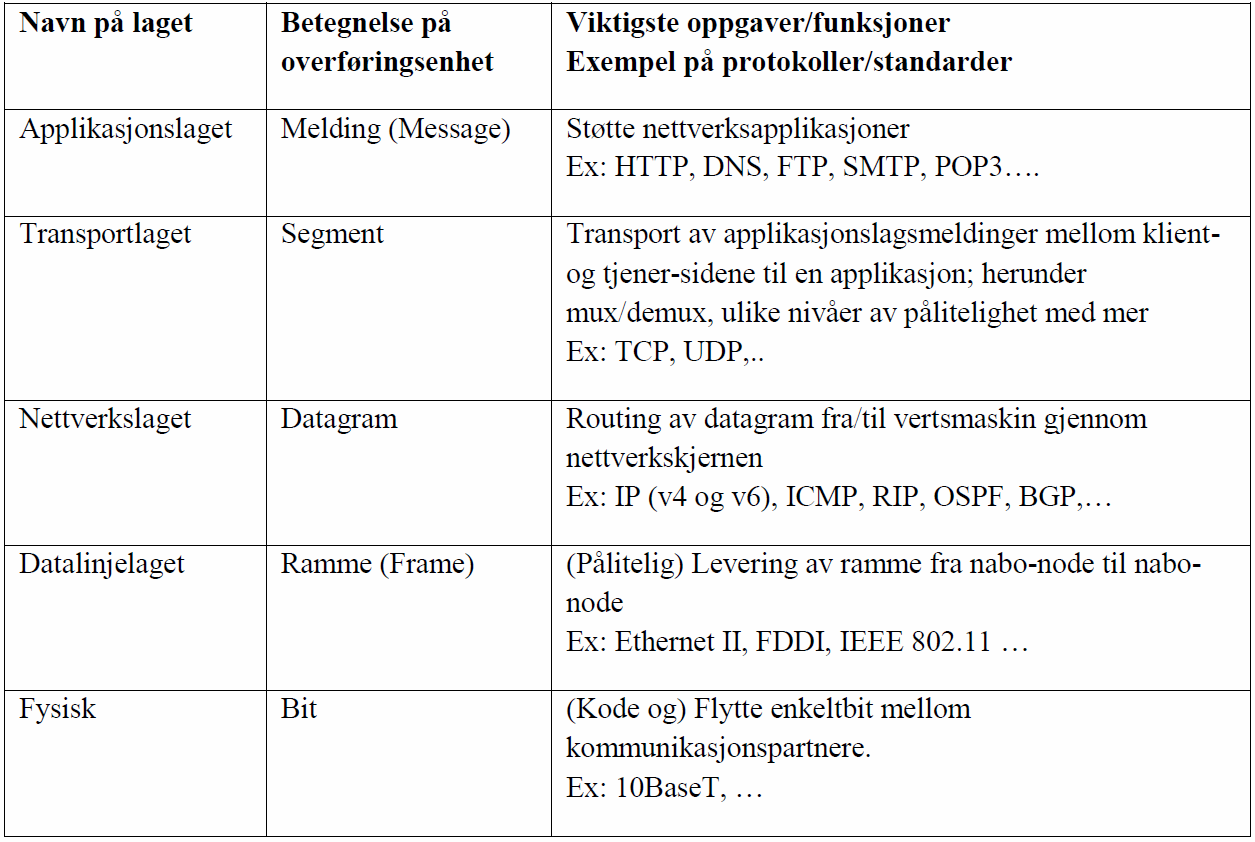 Navn på laget
Betegnelse på
overføringsenhet
Viktigste oppgaver/funksjoner
Exempel på protokoller/standarder
Applikasjonslaget
Melding (Message)
Støtte nettverksapplikasjoner
Ex: HTTP, DNS, FTP, SMTP, POP3….
Transportlaget
Segment
Transport av applikasjonslagsmeldinger mellom klient-
og tjener-sidene til en applikasjon; herunder
mux/demux, ulike nivåer av pålitelighet med mer
Ex: TCP, UDP,..
Nettverkslaget
Datagram
Routing av datagram fra/til vertsmaskin gjennom
nettverkskjernen
Ex: IP (v4 og v6), ICMP, RIP, OSPF, BGP,…
Datalinjelaget
Ramme (Frame)
(Pålitelig) Levering av ramme fra nabo-node til nabo-
node
Ex: Ethernet II, FDDI, IEEE 802.11 …
Fysisk
Bit
(Kode og) Flytte enkeltbit mellom
kommunikasjonspartnere.
Ex: 10BaseT, …